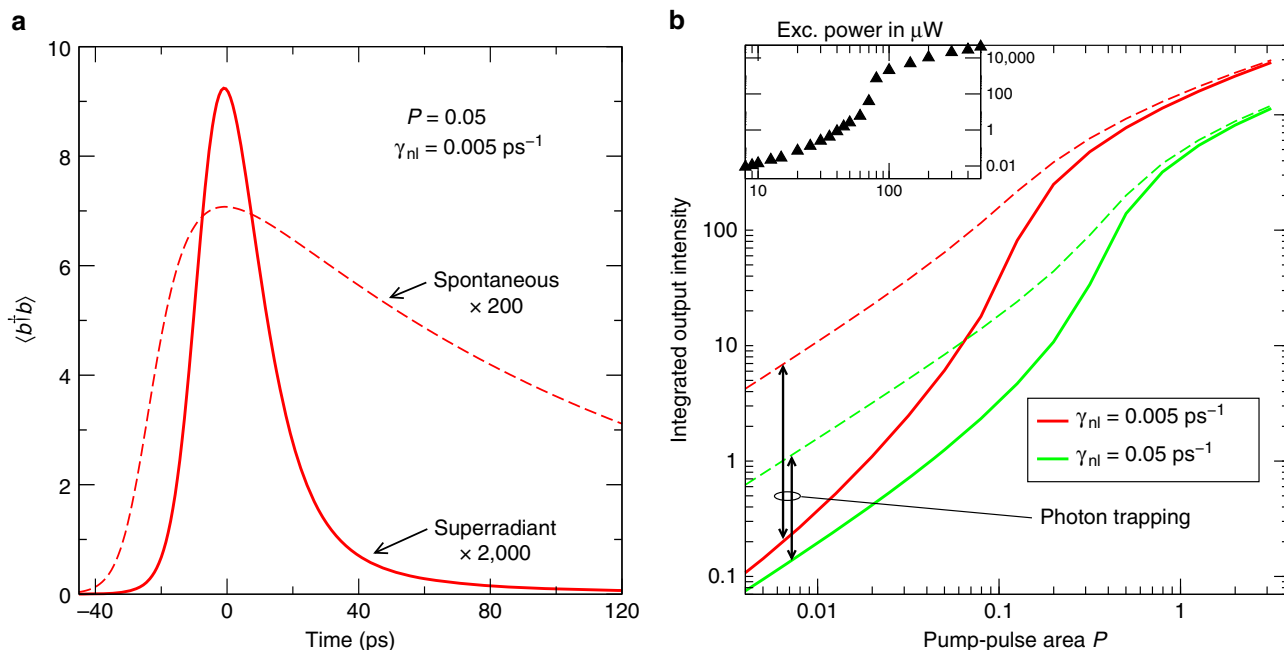 a
10
8
6
4
2
0
⟨b†b⟩
P = 0.05
γnl = 0.005 ps−1
Spontaneous
× 200
Superradiant
× 2,000
−40
0
40
80
120
Time (ps)
b
Exc. power in μW
10,000
100
1
0.01
10
100
Integrated output intensity
100
10
1
0.1
γnl = 0.005 ps−1
γnl = 0.05 ps−1
Photon trapping
0.01
0.1
1
Pump-pulse area P